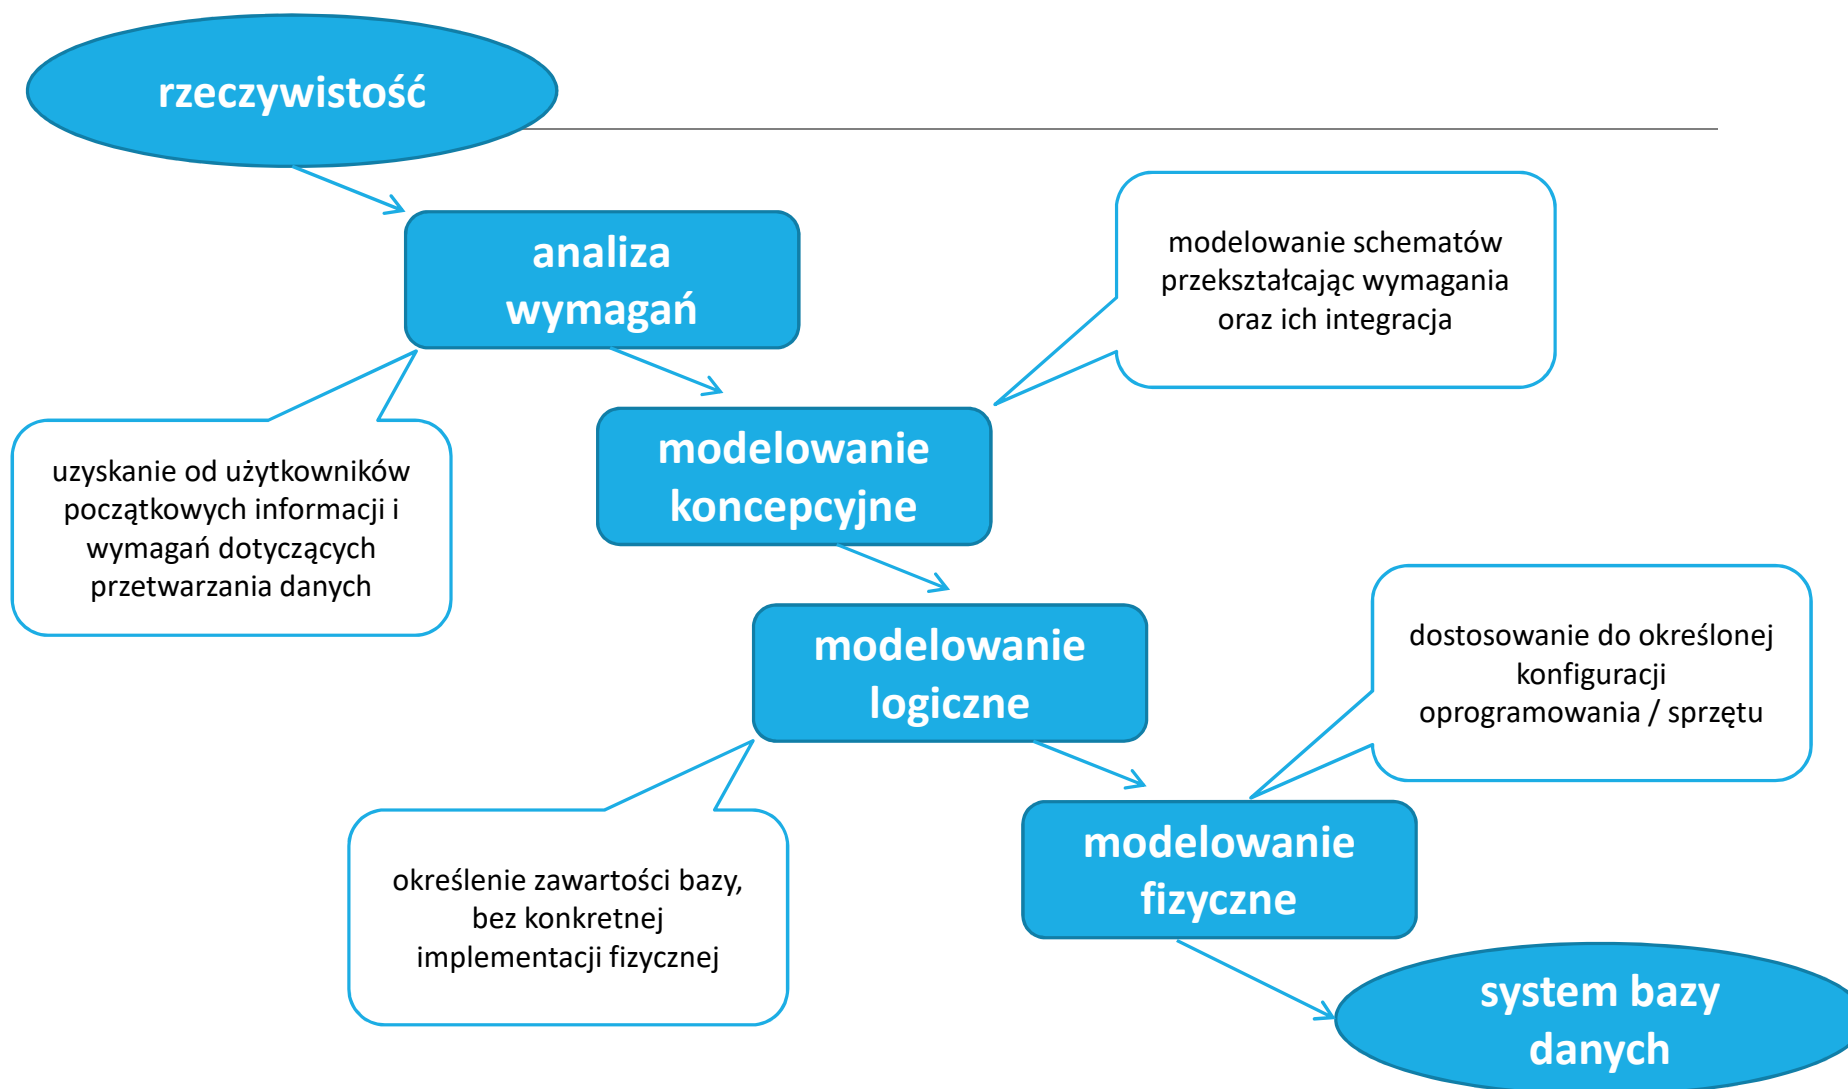 rzeczywistość
analiza
wymagań
modelowanie schematów
przekształcając wymagania
oraz ich integracja
modelowanie
koncepcyjne
uzyskanie od użytkowników
początkowych informacji i
wymagań dotyczących
przetwarzania danych
modelowanie
logiczne
dostosowanie do określonej
konfiguracji
oprogramowania / sprzętu
modelowanie
fizyczne
określenie zawartości bazy,
bez konkretnej
implementacji fizycznej
system bazy
danych